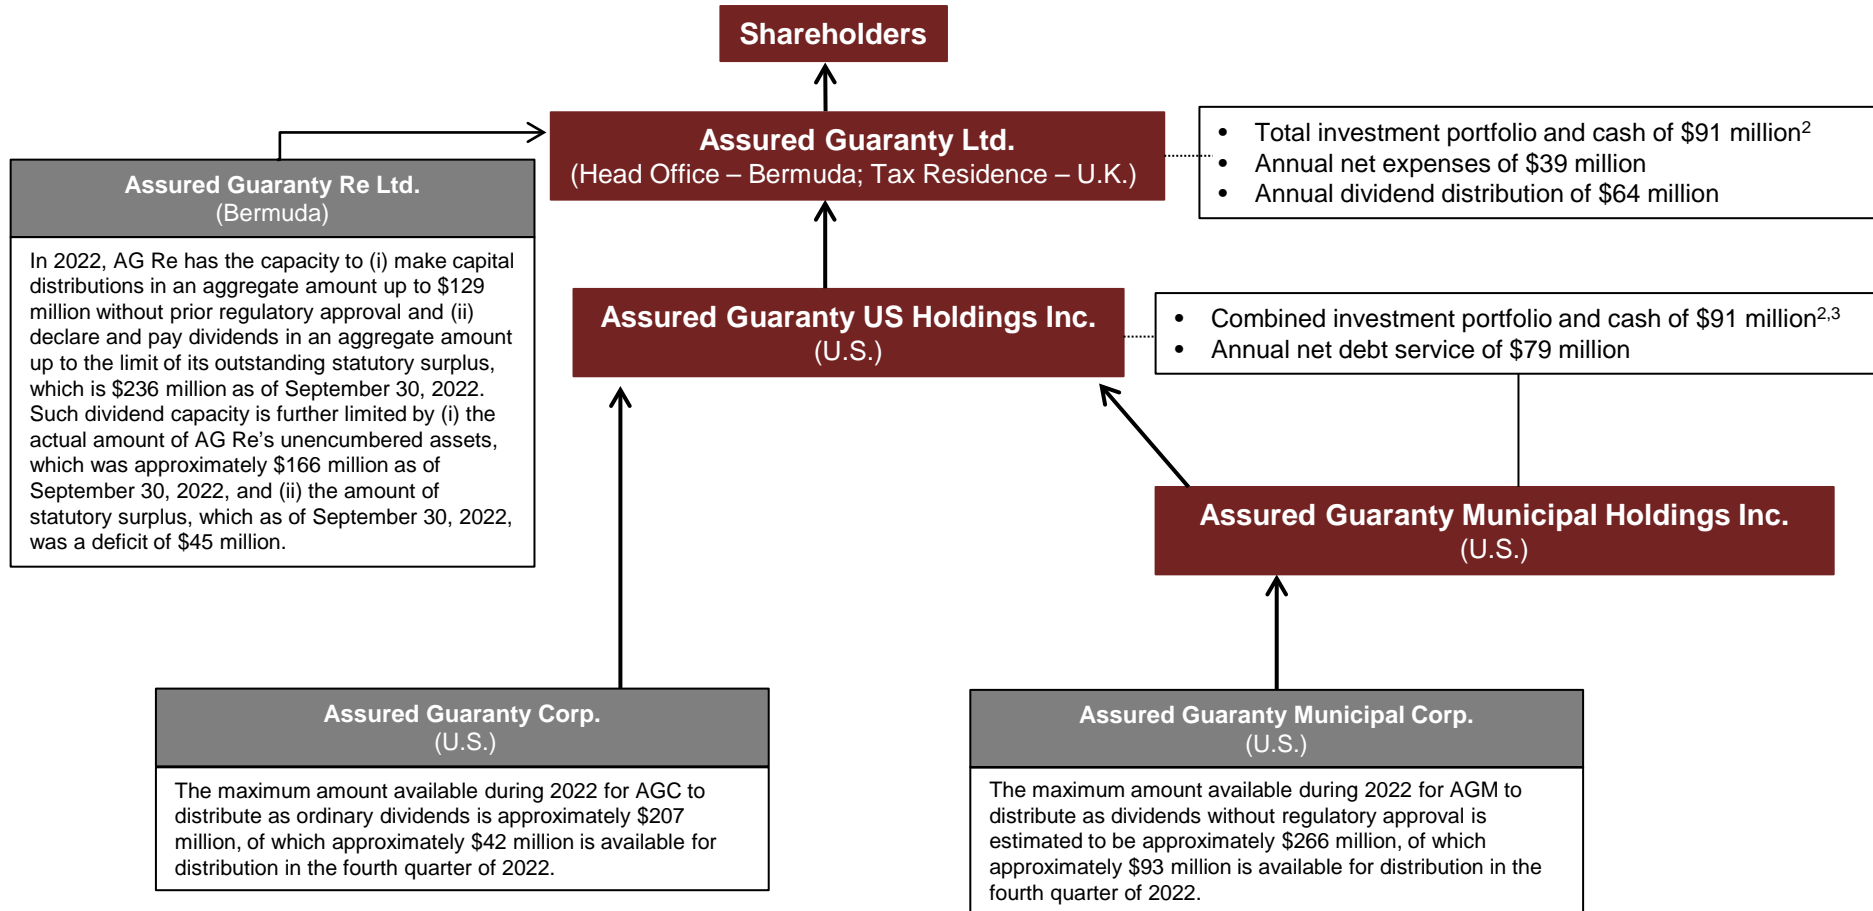 Shareholders
Assured Guaranty Ltd.
(Head Office – Bermuda; Tax Residence – U.K.)
• Total investment portfolio and cash of $91 million2
• Annual net expenses of $39 million
• Annual dividend distribution of $64 million
Assured Guaranty Re Ltd.
(Bermuda)
In 2022, AG Re has the capacity to (i) make capital
distributions in an aggregate amount up to $129
million without prior regulatory approval and (ii)
declare and pay dividends in an aggregate amount
up to the limit of its outstanding statutory surplus,
which is $236 million as of September 30, 2022.
Such dividend capacity is further limited by (i) the
actual amount of AG Re’s unencumbered assets,
which was approximately $166 million as of
September 30, 2022, and (ii) the amount of
statutory surplus, which as of September 30, 2022,
was a deficit of $45 million.
Assured Guaranty US Holdings Inc.
(U.S.)
• Combined investment portfolio and cash of $91 million2,3
• Annual net debt service of $79 million
Assured Guaranty Municipal Holdings Inc.
(U.S.)
Assured Guaranty Corp.
(U.S.)
The maximum amount available during 2022 for AGC to
distribute as ordinary dividends is approximately $207
million, of which approximately $42 million is available for
distribution in the fourth quarter of 2022.
Assured Guaranty Municipal Corp.
(U.S.)
The maximum amount available during 2022 for AGM to
distribute as dividends without regulatory approval is
estimated to be approximately $266 million, of which
approximately $93 million is available for distribution in the
fourth quarter of 2022.